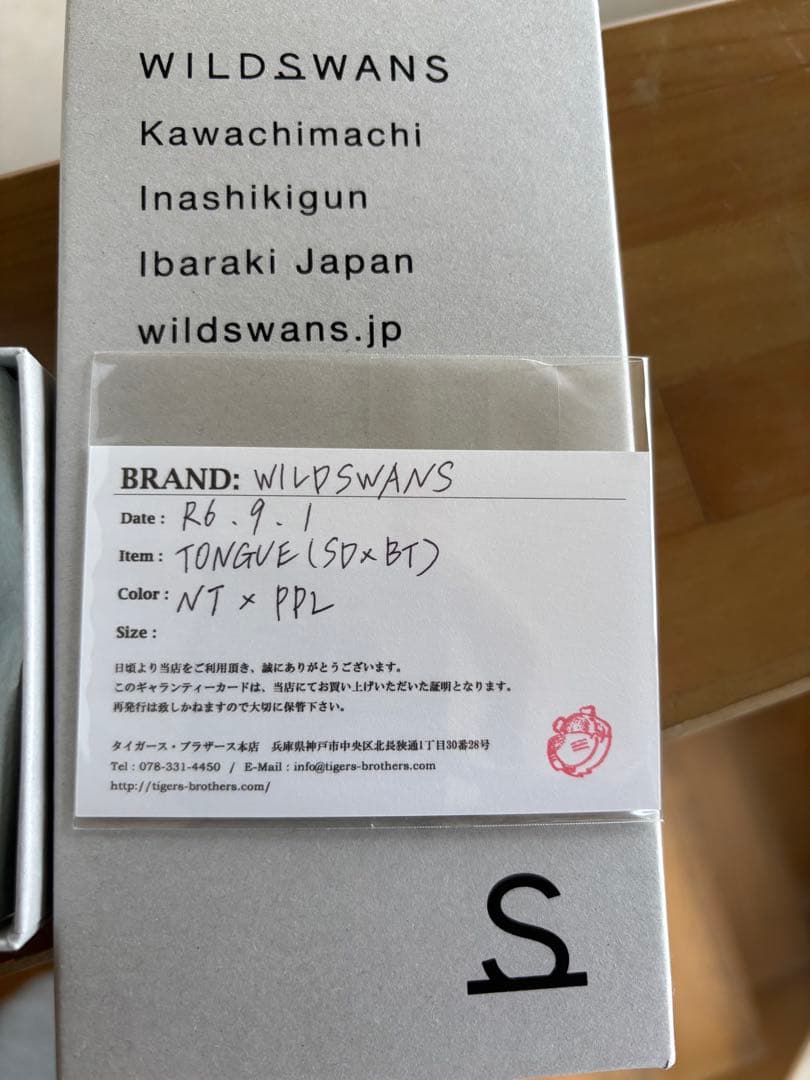 WILDSWANS
Kawachimachi
Inashikigun
Ibaraki Japan
wildswans.jp
BRAND: WILDSWANS
Date : R6.9.1
Item : TONGUE(SD×BT)
Color : NT × PPL
Size :
日頃より当店をご利用頂き、誠にありがとうございます。
このギャランティーカードは、当店にてお買い上げいただいた証明となります。
再発行は致しかねますので大切に保管下さい。
タイガース・ブラザース本店 兵庫県神戸市中央区北長狭通1丁目30番28号
Tel : 078-331-4450 / E-Mail : info@tigers-brothers.com
http://tigers-brothers.com/
S